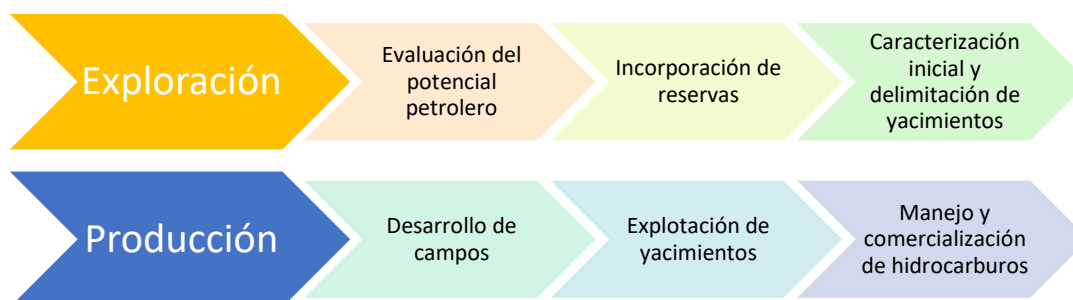 Exploración
Evaluación del
potencial
petrolero
Incorporación de
reservas
Caracterización
inicial y
delimitación de
yacimientos
Producción
Desarrollo de
campos
Explotación de
yacimientos
Manejo y
comercialización
de hidrocarburos